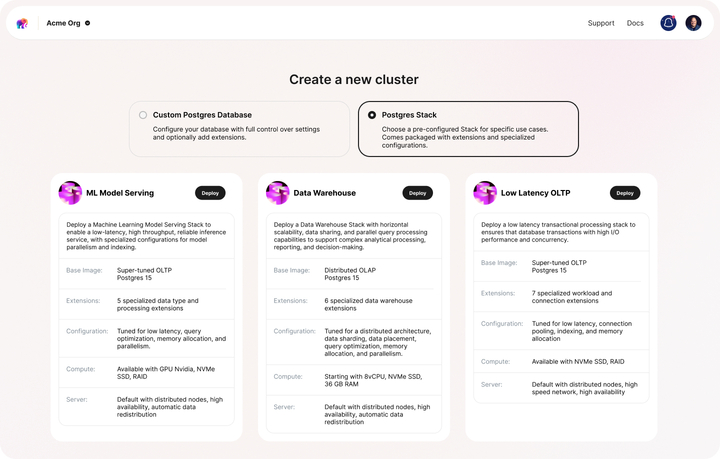 Acme Org
Support
Docs
Create a new cluster
Custom Postgres Database
Configure your database with full control over settings
and optionally add extensions.
Postgres Stack
Choose a pre-configured Stack for specific use cases.
Comes packaged with extensions and specialized
configurations.
ML Model Serving
Deploy
Deploy a Machine Learning Model Serving Stack to
enable a low-latency, high throughput, reliable inference
service, with specialized configurations for model
parallelism and indexing.
Base Image:
Super-tuned OLTP
Postgres 15
Extensions:
5 specialized data type and
processing extensions
Configuration:
Tuned for low latency, query
optimization, memory allocation, and
parallelism.
Compute:
Available with GPU Nvidia, NVMe
SSD, RAID
Server:
Default with distributed nodes, high
availability, automatic data
redistribution
Data Warehouse
Deploy
Deploy a Data Warehouse Stack with horizontal
scalability, data sharing, and parallel query processing
capabilities to support complex analytical processing,
reporting, and decision-making.
Base Image:
Distributed OLAP
Postgres 15
Extensions:
6 specialized data warehouse
extensions
Configuration:
Tuned for a distributed architecture,
data sharding, data placement,
query optimization, memory
allocation, and parallelism.
Compute:
Starting with 8vCPU, NVMe SSD,
36 GB RAM
Server:
Default with distributed nodes, high
availability, automatic data
redistribution
Low Latency OLTP
Deploy
Deploy a low latency transactional processing stack to
ensures that database transactions with high I/O
performance and concurrency.
Base Image:
Super-tuned OLTP
Postgres 15
Extensions:
7 specialized workload and
connection extensions
Configuration:
Tuned for low latency, connection
pooling, indexing, and memory
allocation
Compute:
Available with NVMe SSD, RAID
Server:
Default with distributed nodes, high
speed network, high availability